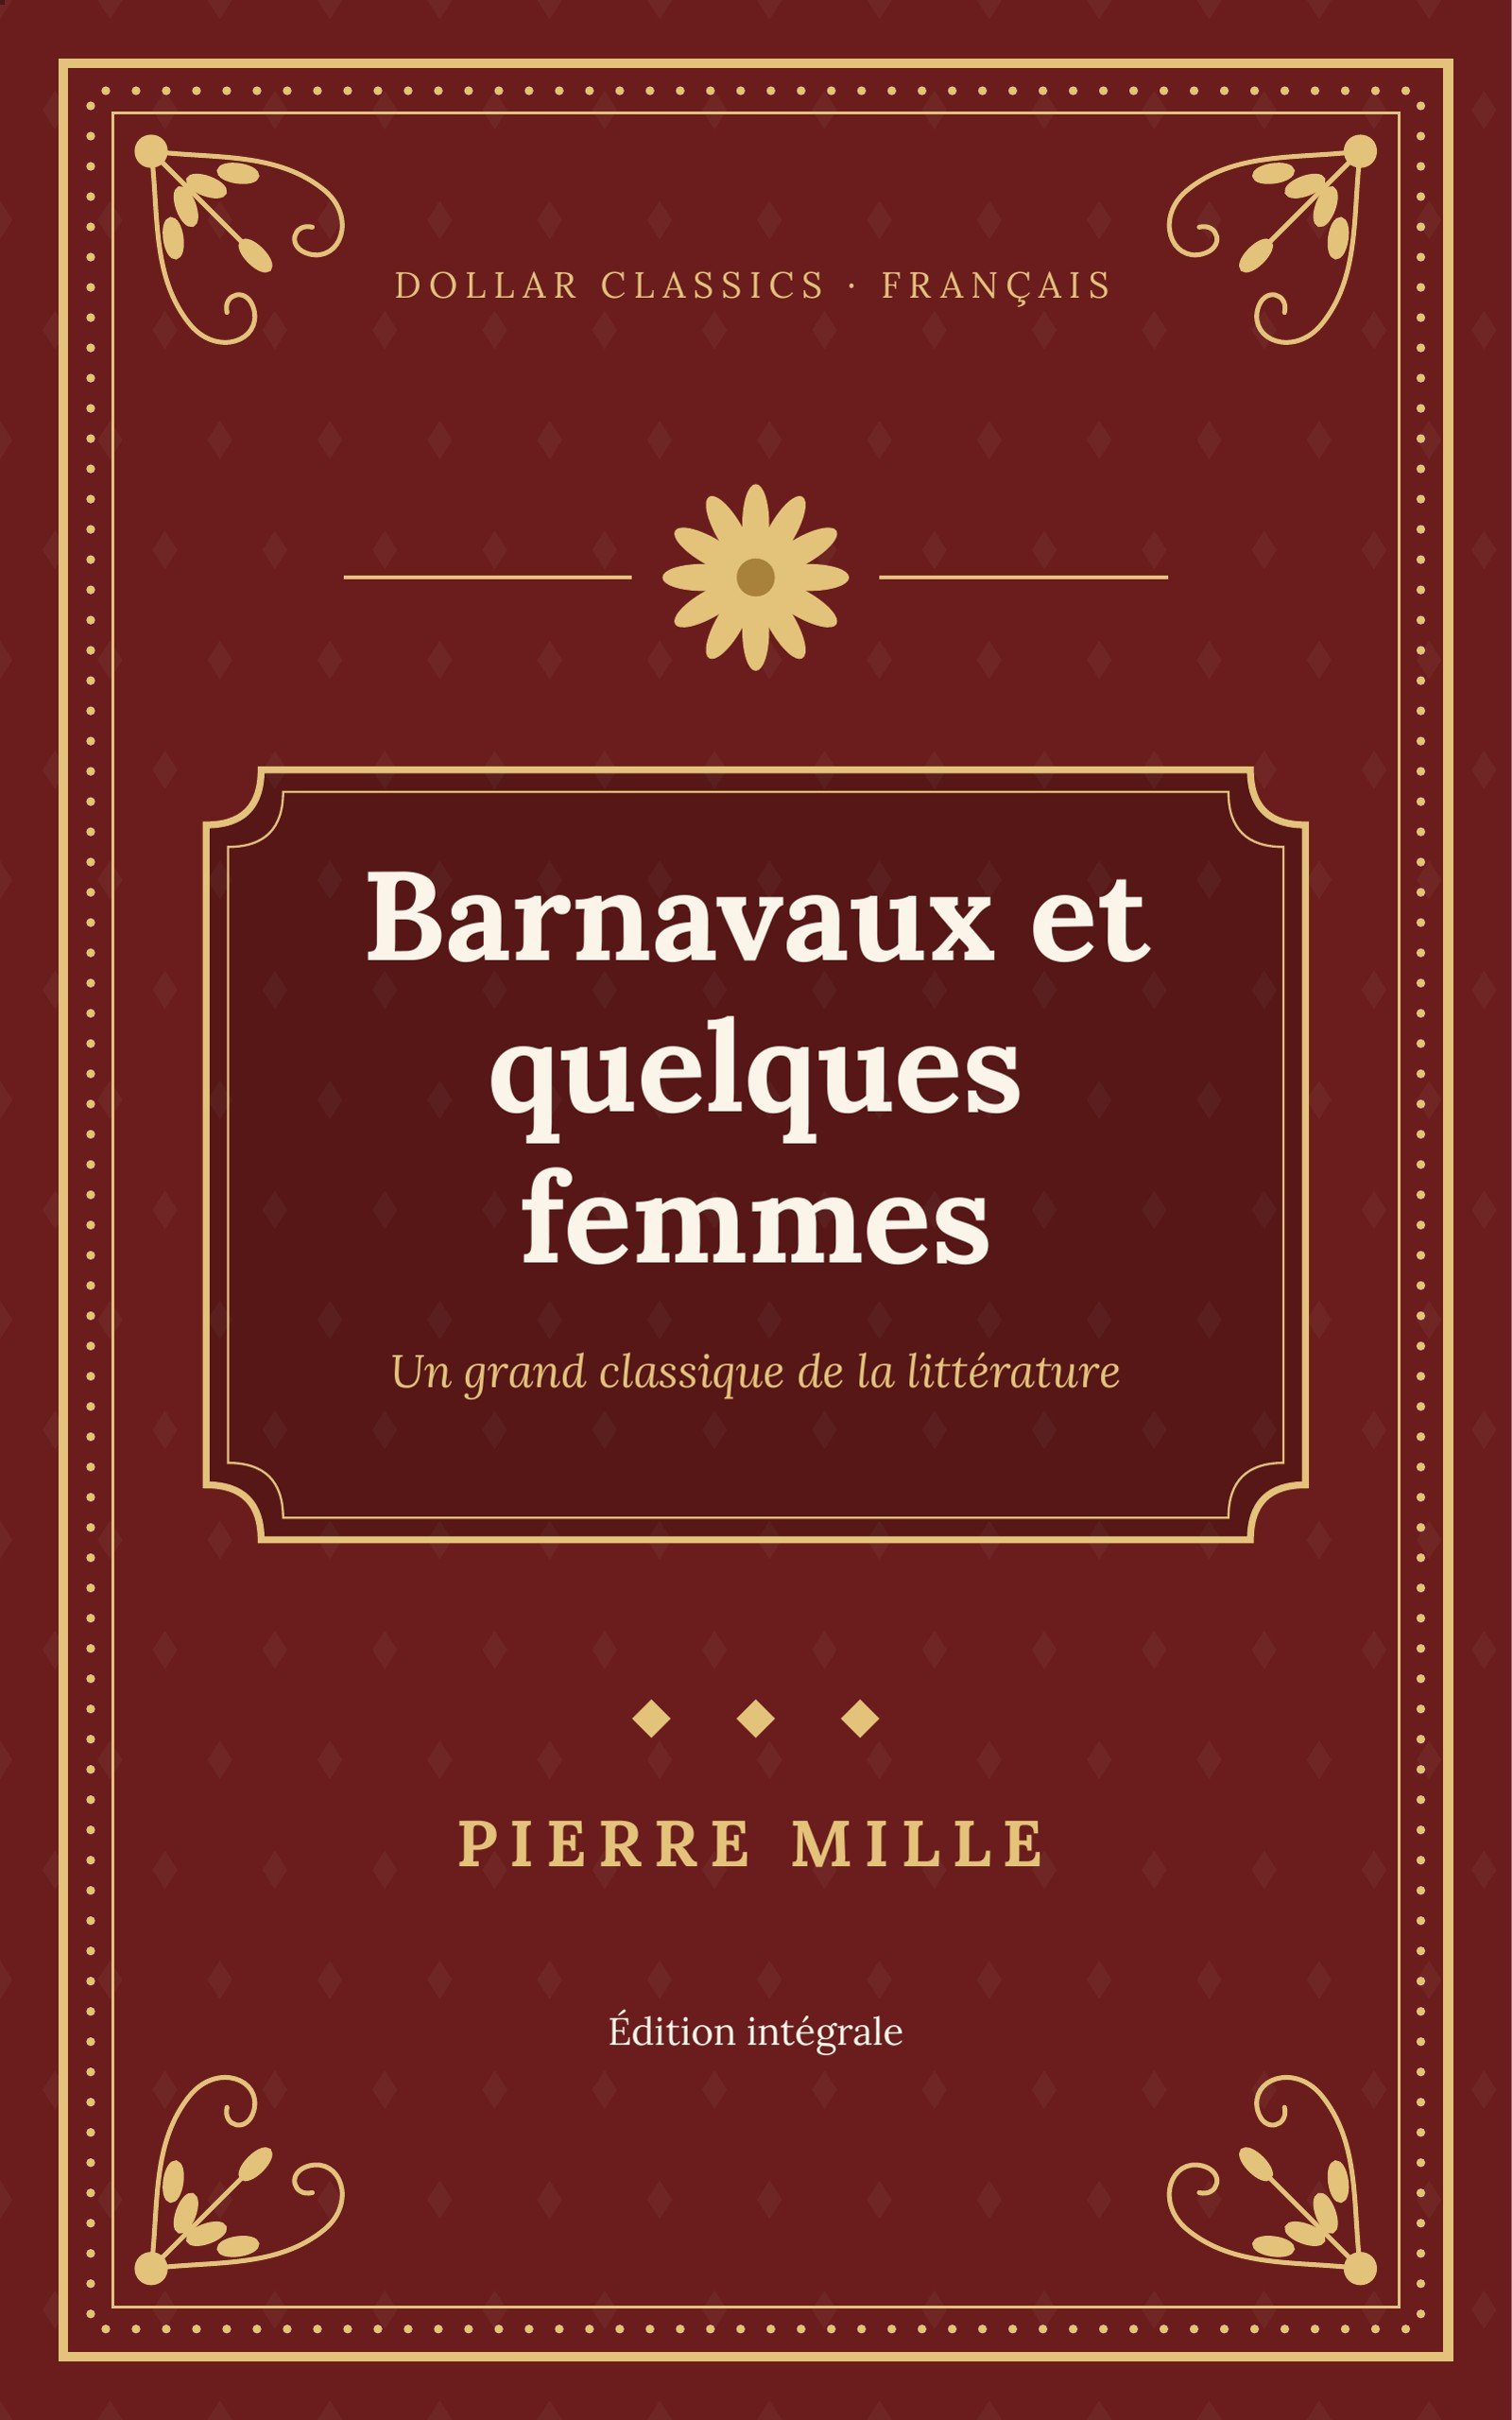 DOLLAR CLASSICS · FRANÇAIS
Barnavaux et
quelques
femmes
Un grand classique de la littérature
PIERRE MILLE
Édition intégrale